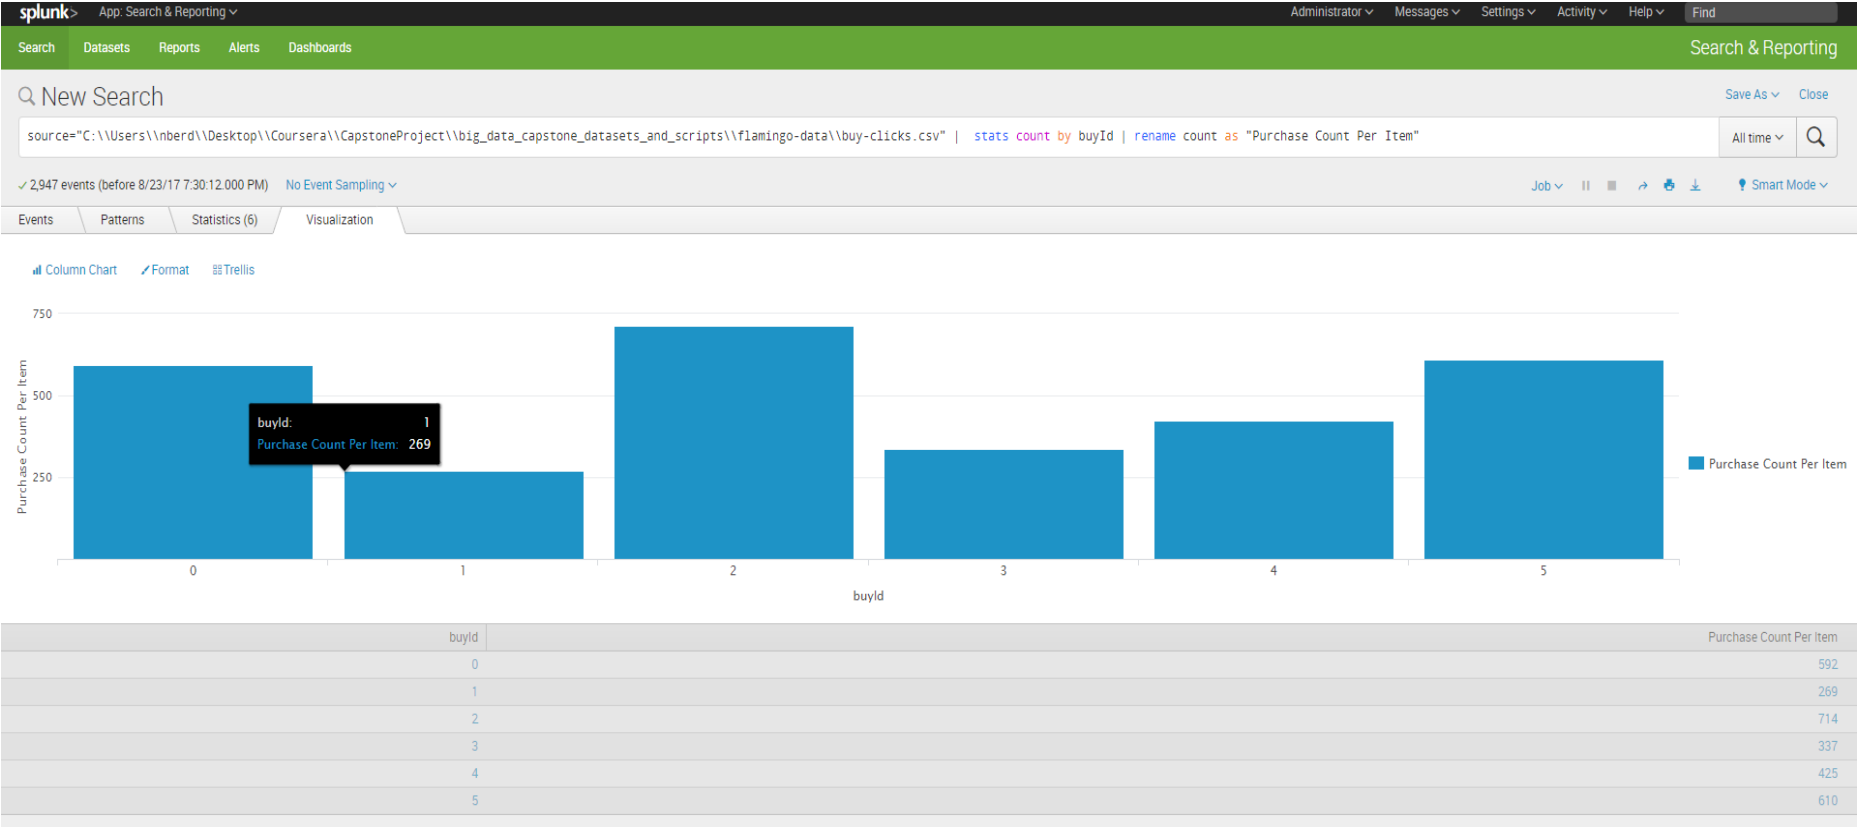 splunk> App: Search & Reporting Administrator Messages Settings Activity Help Find
Search Datasets Reports Alerts Dashboards Search & Reporting
New Search Save As Close
source="C:\\Users\\nberd\\Desktop\\Coursera\\CapstoneProject\\big_data_capstone_datasets_and_scripts\\flamingo-data\\buy-clicks.csv" | stats count by buyId | rename count as "Purchase Count Per Item" All time
2,947 events (before 8/23/17 7:30:12.000 PM) No Event Sampling Job Smart Mode
Events Patterns Statistics (6) Visualization
Column Chart Format Trellis
750
500
250
Purchase Count Per Item
buyId: 1
Purchase Count Per Item: 269
Purchase Count Per Item
0 1 2 3 4 5
buyId
buyId Purchase Count Per Item
0 592
1 269
2 714
3 337
4 425
5 610